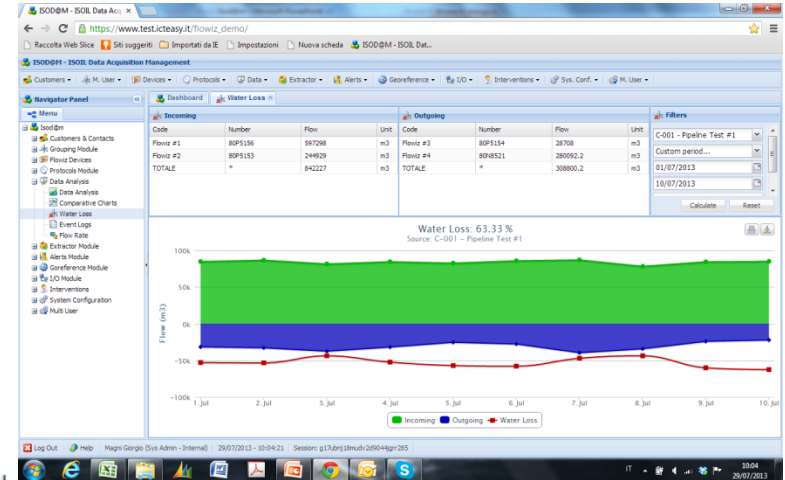 ISOD@M - ISOIL Data Acq
https://www.test.icteasy.it/flowiz_demo/
Raccolta Web Slice Siti suggeriti Importati da IE Impostazioni Nuova scheda ISOD@M - ISOIL Dat...
ISOD@M - ISOIL Data Acquisition Management
Customers M. User Devices Protocols Data Extractor Alerts Georeference I/O Interventions Sys. Conf. M. User
Navigator Panel Dashboard Water Loss
Menu Incoming Outgoing Filters
Isod@m
Customers & Contacts
Grouping Module
Flowiz Devices
Protocols Module
Data Analysis
Data Analysis
Comparative Charts
Water Loss
Event Logs
Flow Rate
Extractor Module
Alerts Module
Goreference Module
I/O Module
Interventions
System Configuration
Multi User
Code Number Flow Unit
Flowiz #1 80P5156 597298 m3
Flowiz #2 80P5153 244929 m3
TOTALE * 842227 m3
Code Number Flow Unit
Flowiz #3 80P5154 28708 m3
Flowiz #4 80N8521 280092.2 m3
TOTALE * 308800.2 m3
C-001 - Pipeline Test #1
Custom period...
01/07/2013
10/07/2013
Calculate Reset
Water Loss: 63.33 %
Source: C-001 - Pipeline Test #1
Flow (m3)
100k
50k
0k
-50k
-100k
1. Jul 2. Jul 3. Jul 4. Jul 5. Jul 6. Jul 7. Jul 8. Jul 9. Jul 10. Jul
Incoming Outgoing Water Loss
Log Out Help Magni Giorgio (Sys Admin - Internal) 29/07/2013 - 10:04:21 Session:
IT 10:04
29/07/2013